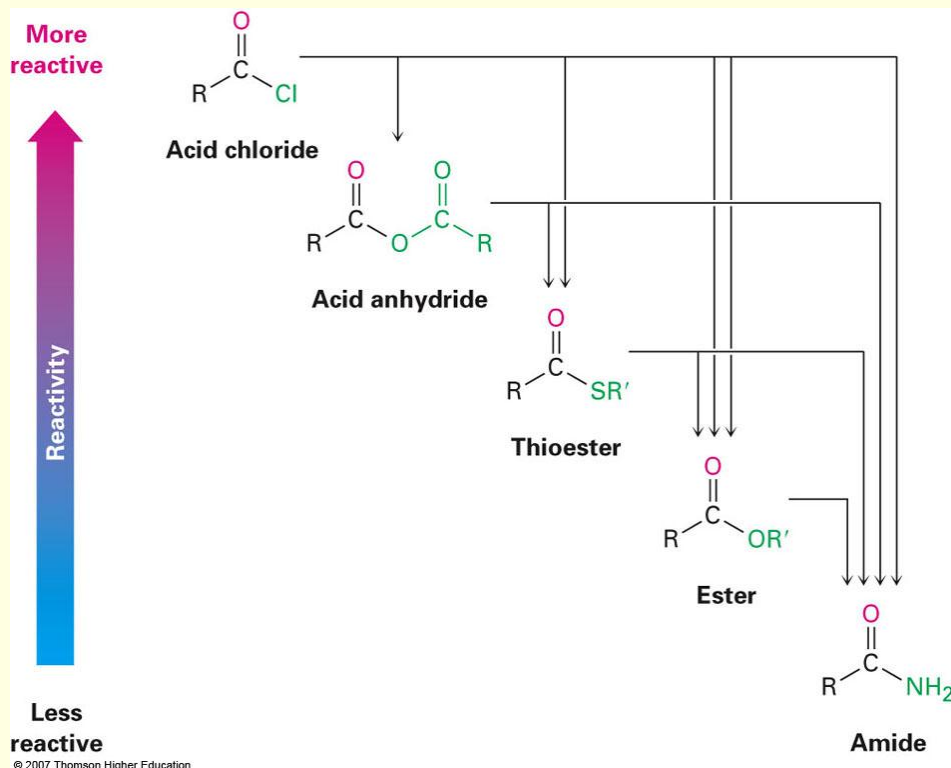 More
reactive
O
C
R
Cl
Acid chloride
O
O
C
C
R
O
R
Acid anhydride
O
C
R
SR′
Thioester
O
C
R
OR′
Ester
O
C
R
NH2
Amide
Reactivity
Less
reactive
© 2007 Thomson Higher Education